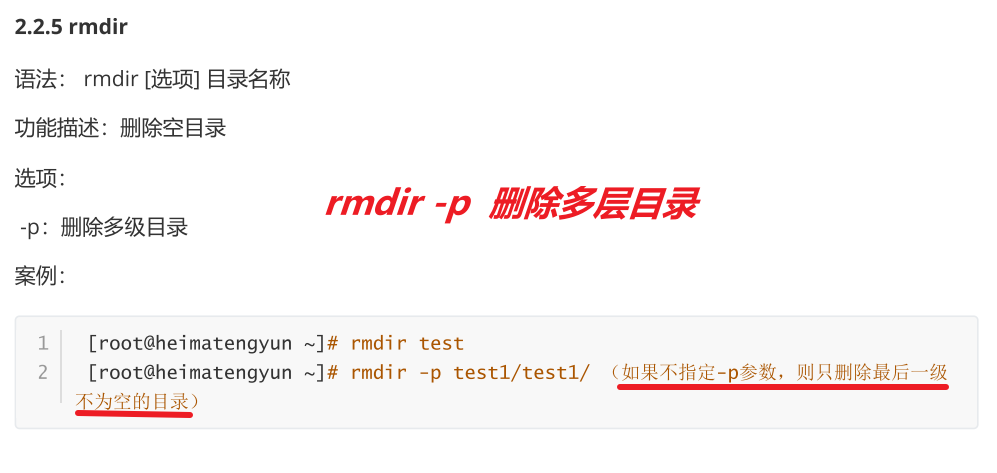 2.2.5 rmdir
语法： rmdir [选项] 目录名称
功能描述：删除空目录
选项：
rmdir -p 删除多层目录
-p：删除多级目录
案例：
1 [root@heimatengyun ~]# rmdir test
2 [root@heimatengyun ~]# rmdir -p test1/test1/ （如果不指定-p参数，则只删除最后一级
不为空的目录）